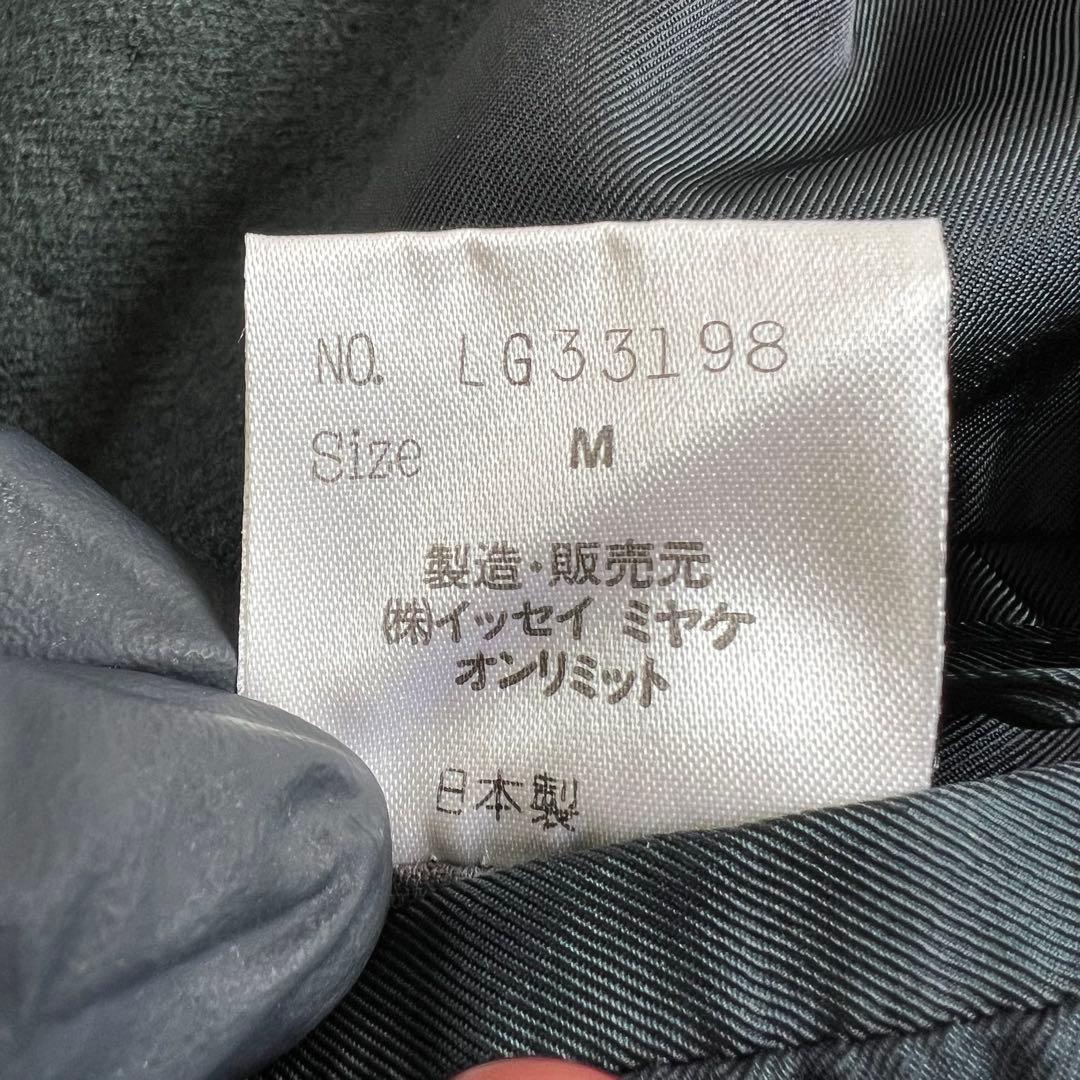 NO. LG33198
Size M
製造・販売元
(株)イッセイ ミヤケ
オンリミット
日本製